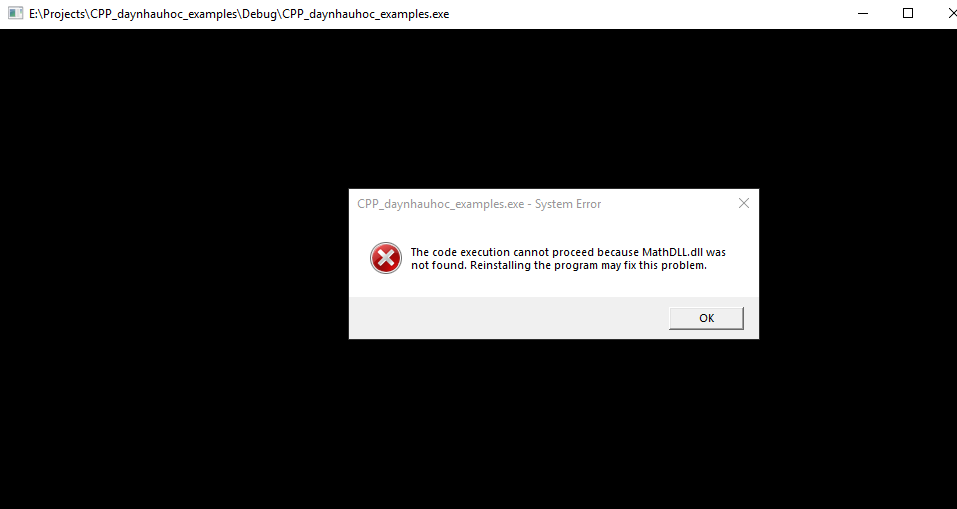 E:\Projects\CPP_daynhauhoc_examples\Debug\CPP_daynhauhoc_examples.exe
CPP_daynhauhoc_examples.exe - System Error
The code execution cannot proceed because MathDLL.dll was
not found. Reinstalling the program may fix this problem.
OK